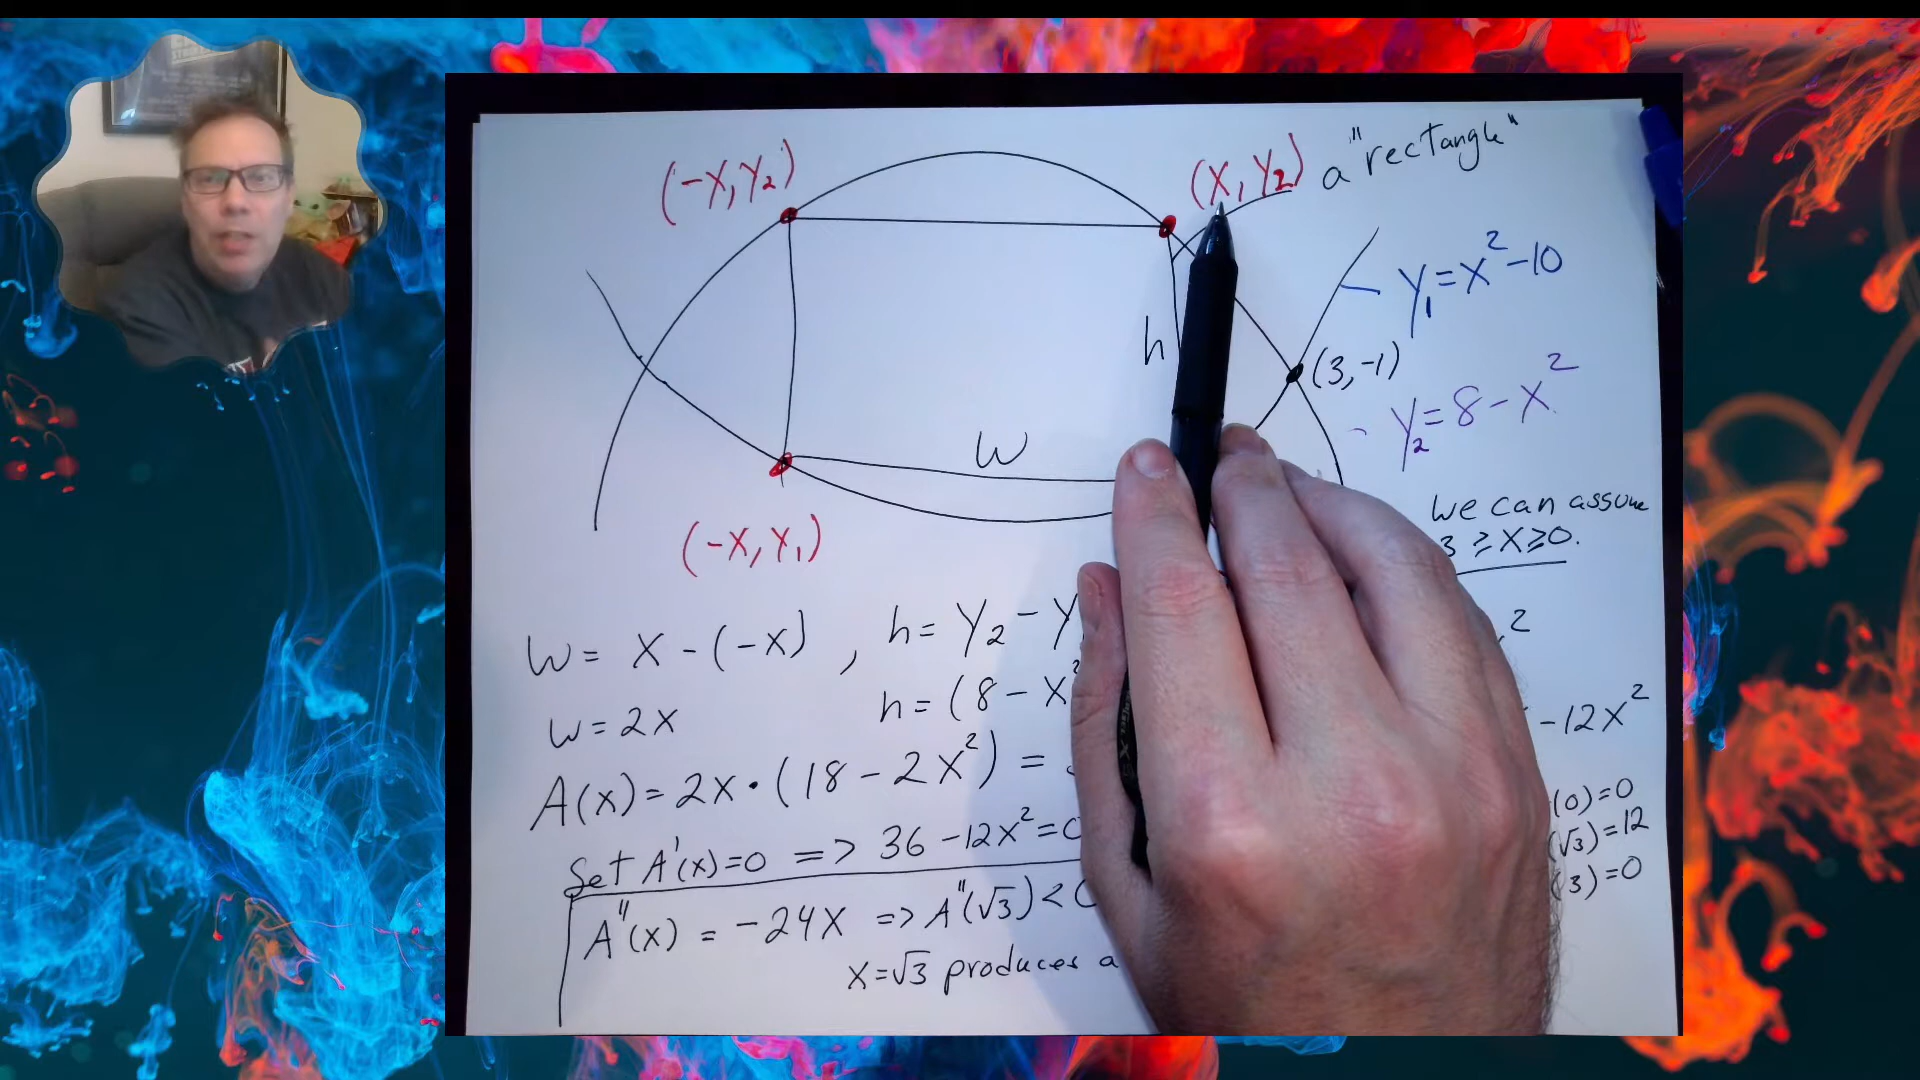 (-x, y₂)
(x, y₂)
a "rectangle"
y₁ = x² - 10
h
(3, -1)
y₂ = 8 - x²
w
we can assume
3 ≥ x ≥ 0.
(-x, y₁)
w = x - (-x) , h = y₂ - y
²
w = 2x
h = (8 - x²
- 12x²
A(x) = 2x · (18 - 2x²) =
(0) = 0
Set A'(x) = 0 => 36 - 12x² = 0
(√3) = 12
(3) = 0
A''(x) = -24x => A''(√3) < 0
x = √3 produces a